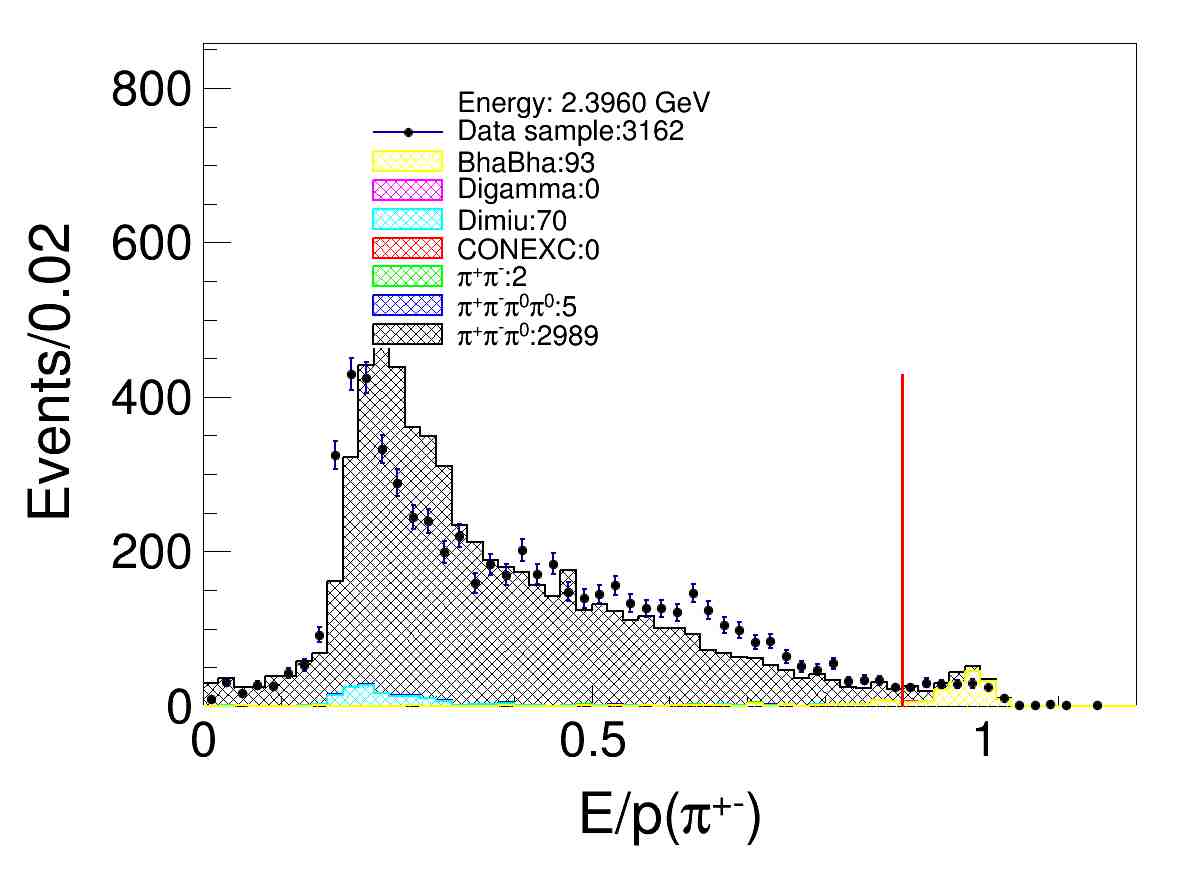 800
600
400
200
0
Events/0.02
Energy: 2.3960 GeV
Data sample:3162
BhaBha:93
Digamma:0
Dimiu:70
CONEXC:0
π⁺π⁻:2
π⁺π⁻π⁰π⁰:5
π⁺π⁻π⁰:2989
0 0.5 1
E/p(π⁺⁻)